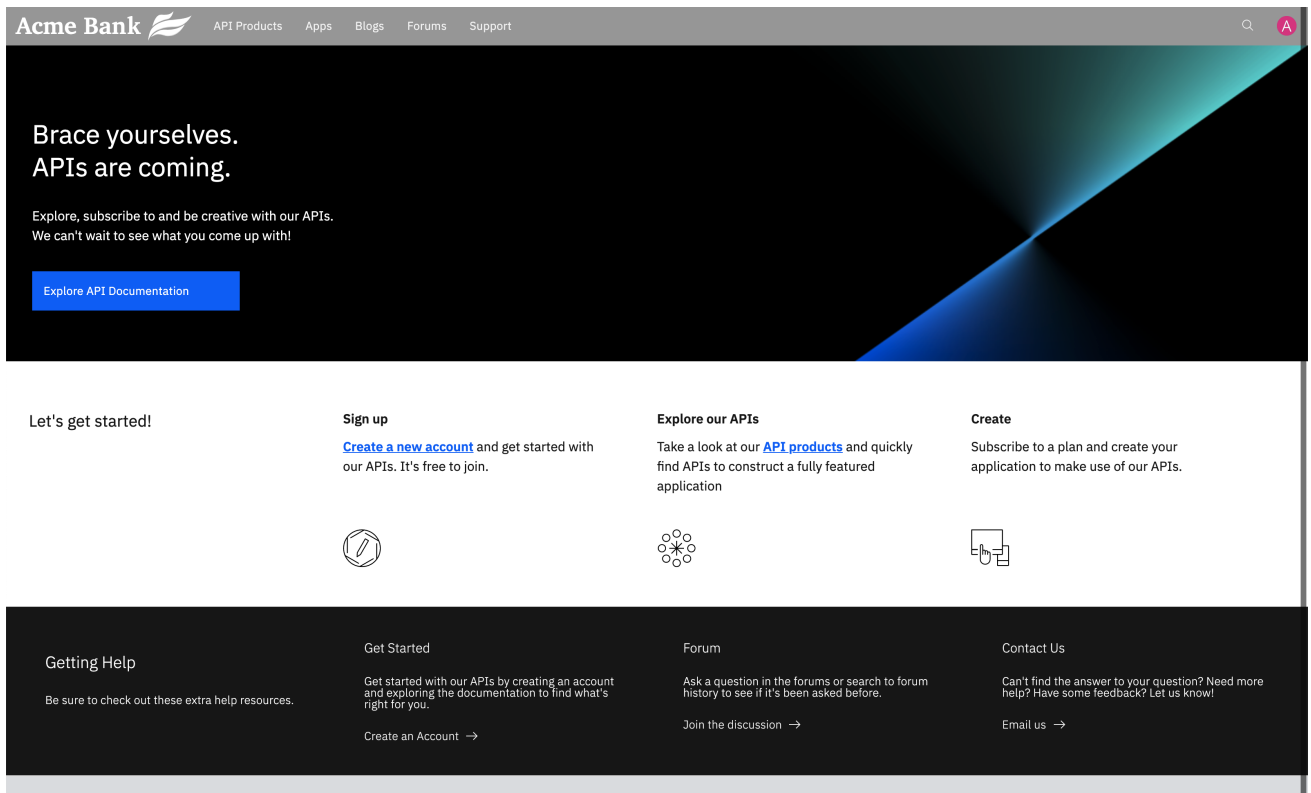 Acme Bank
API Products
Apps
Blogs
Forums
Support
A
Brace yourselves.
APIs are coming.
Explore, subscribe to and be creative with our APIs.
We can't wait to see what you come up with!
Explore API Documentation
Let's get started!
Sign up
Create a new account and get started with
our APIs. It's free to join.
Explore our APIs
Take a look at our API products and quickly
find APIs to construct a fully featured
application
Create
Subscribe to a plan and create your
application to make use of our APIs.
Getting Help
Be sure to check out these extra help resources.
Get Started
Get started with our APIs by creating an account
and exploring the documentation to find what's
right for you.
Create an Account →
Forum
Ask a question in the forums or search to forum
history to see if it's been asked before.
Join the discussion →
Contact Us
Can't find the answer to your question? Need more
help? Have some feedback? Let us know!
Email us →